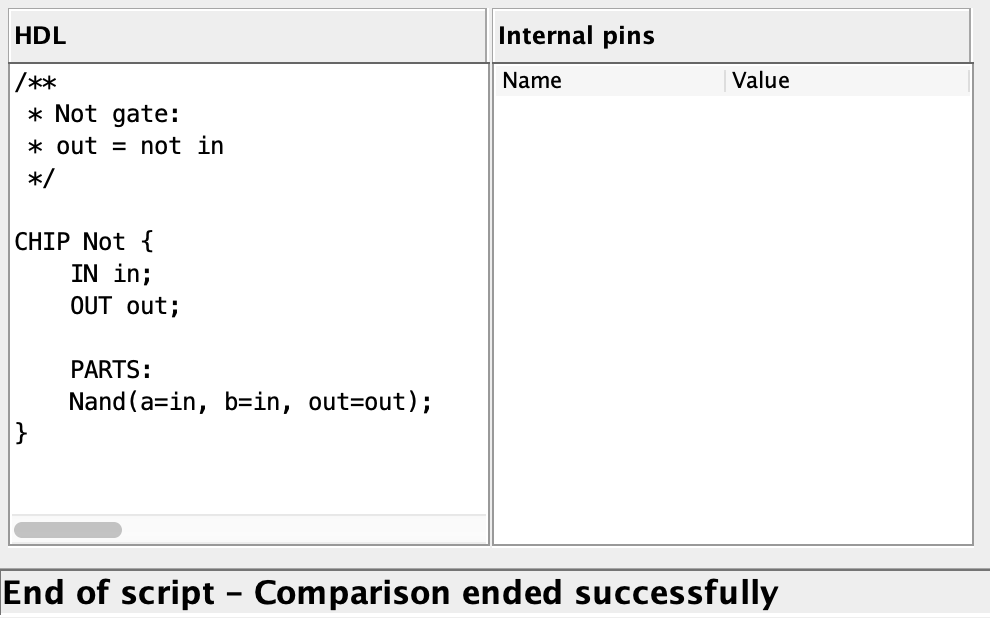 HDL
/**
 * Not gate:
 * out = not in
 */
CHIP Not {
    IN in;
    OUT out;
    PARTS:
    Nand(a=in, b=in, out=out);
}
Internal pins
Name Value
End of script – Comparison ended successfully